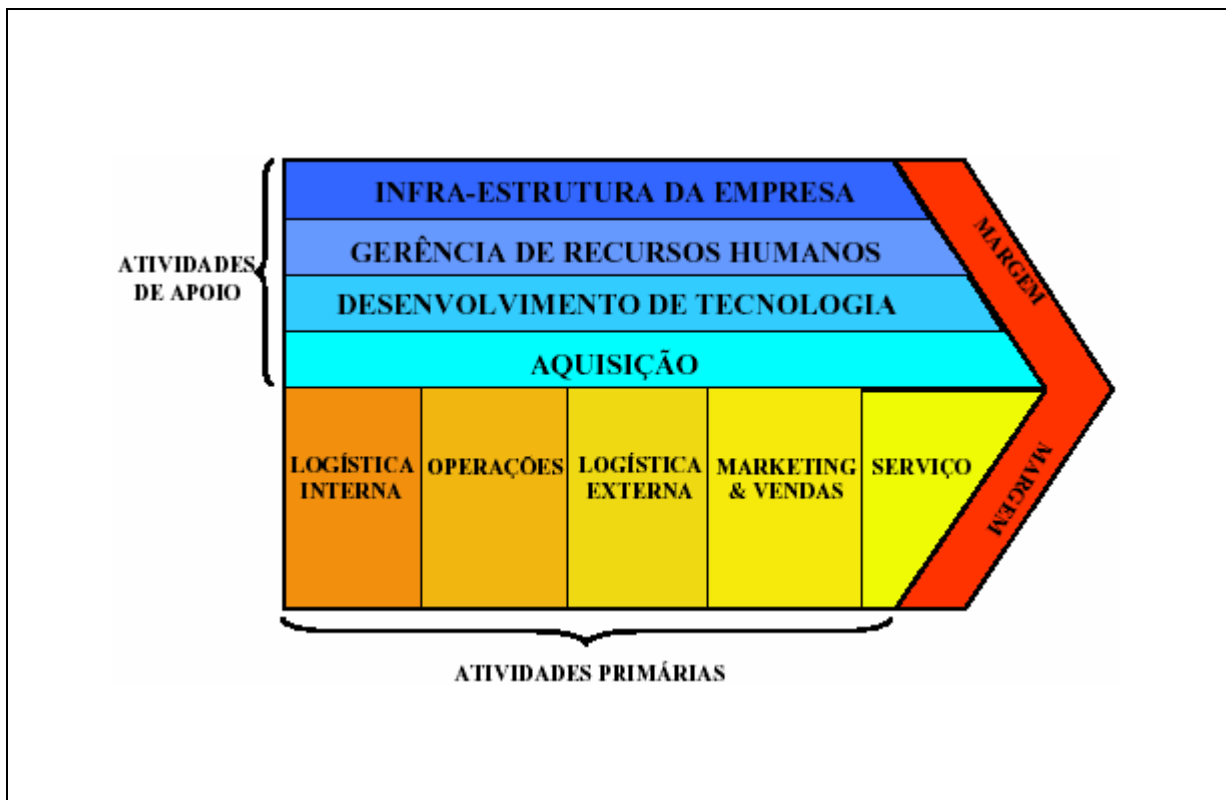 INFRA-ESTRUTURA DA EMPRESA
GERÊNCIA DE RECURSOS HUMANOS
DESENVOLVIMENTO DE TECNOLOGIA
AQUISIÇÃO
ATIVIDADES
DE APOIO
MARGEM
LOGÍSTICA
INTERNA
OPERAÇÕES
LOGÍSTICA
EXTERNA
MARKETING
& VENDAS
SERVIÇO
MARGEM
ATIVIDADES PRIMÁRIAS